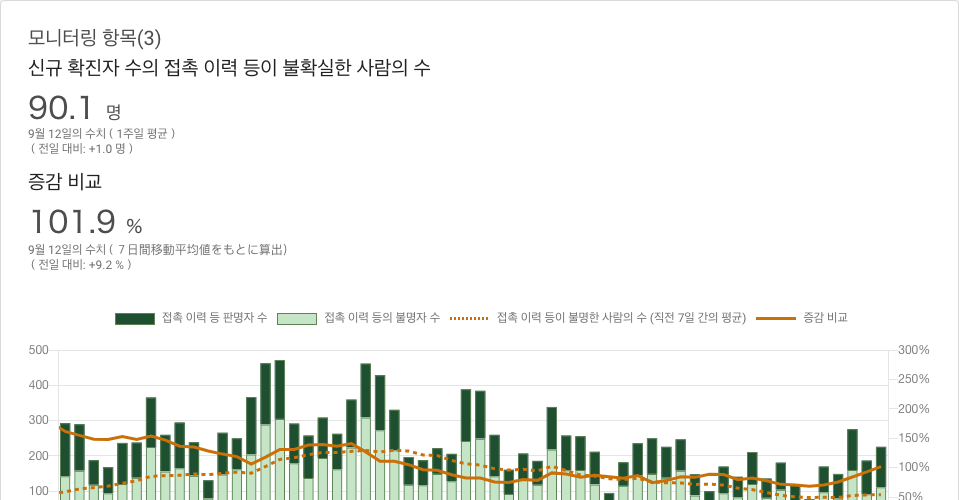 모니터링 항목(3)
신규 확진자 수의 접촉 이력 등이 불확실한 사람의 수
90.1 명
9월 12일의 수치 ( 1주일 평균 )
( 전일 대비: +1.0 명 )
증감 비교
101.9 %
9월 12일의 수치 ( ７日間移動平均値をもとに算出)
( 전일 대비: +9.2 % )
접촉 이력 등 판명자 수 접촉 이력 등의 불명자 수 접촉 이력 등이 불명한 사람의 수 (직전 7일 간의 평균) 증감 비교
500 300%
250%
400
200%
300
150%
200
100%
100
50%